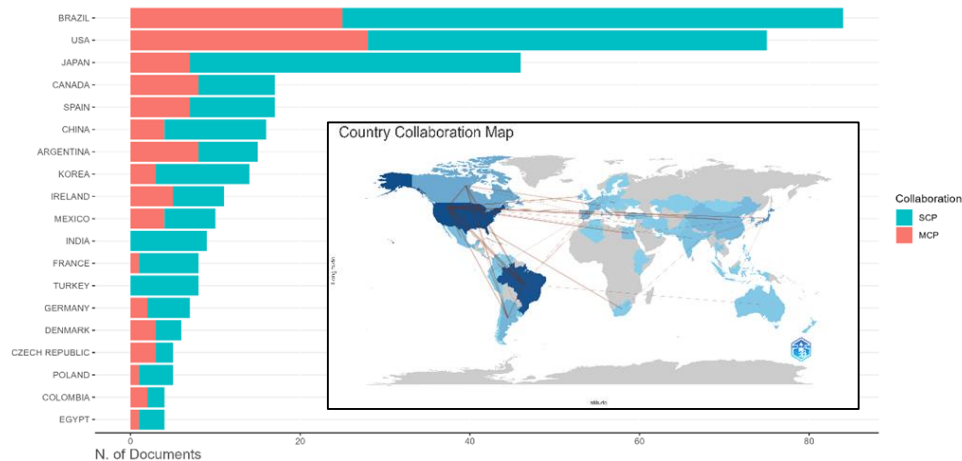 BRAZIL
USA
JAPAN
CANADA
SPAIN
CHINA
ARGENTINA
KOREA
IRELAND
MEXICO
INDIA
FRANCE
TURKEY
GERMANY
DENMARK
CZECH REPUBLIC
POLAND
COLOMBIA
EGYPT
0 20 40 60 80
N. of Documents
Country Collaboration Map
Collaboration
SCP
MCP